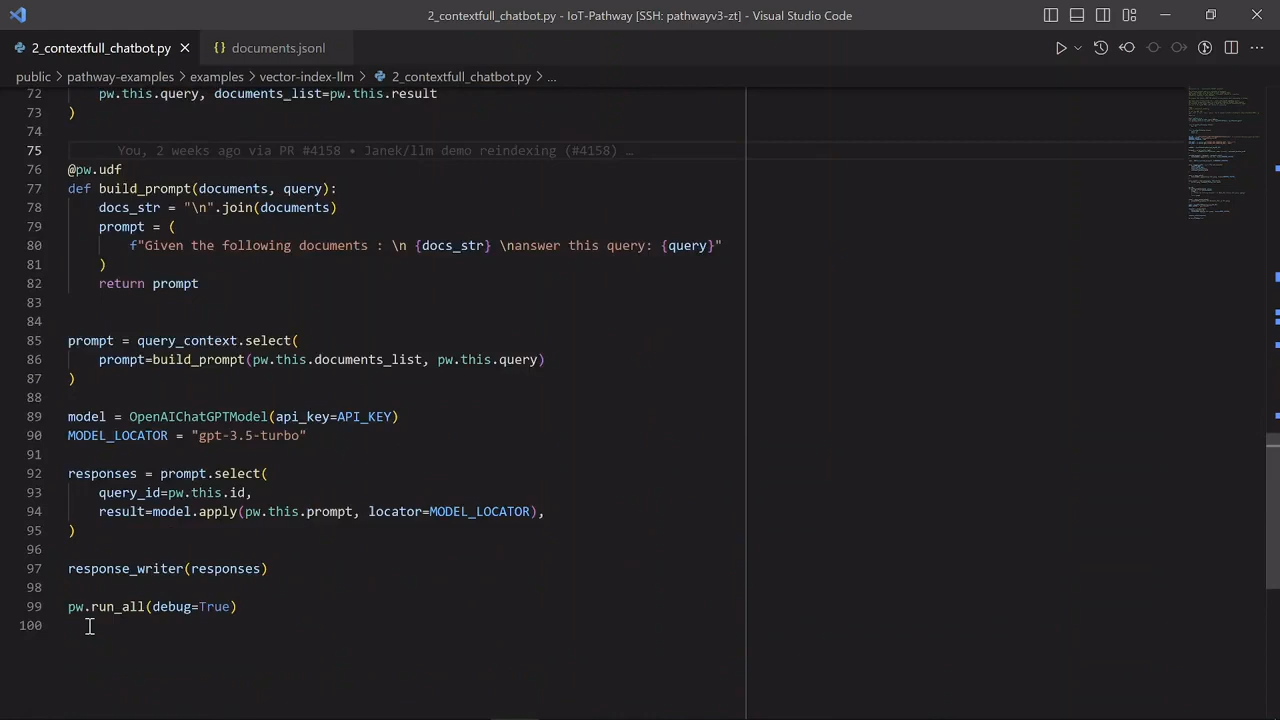 2_contextfull_chatbot.py - IoT-Pathway [SSH: pathwayv3-zt] - Visual Studio Code
2_contextfull_chatbot.py
{} documents.jsonl
public > pathway-examples > examples > vector-index-llm > 2_contextfull_chatbot.py > ...
72 pw.this.query, documents_list=pw.this.result
73 )
74
75 You, 2 weeks ago via PR #4158 • Janek/llm demo reindexing (#4158) …
76 @pw.udf
77 def build_prompt(documents, query):
78 docs_str = "\n".join(documents)
79 prompt = (
80 f"Given the following documents : \n {docs_str} \nanswer this query: {query}"
81 )
82 return prompt
83
84
85 prompt = query_context.select(
86 prompt=build_prompt(pw.this.documents_list, pw.this.query)
87 )
88
89 model = OpenAIChatGPTModel(api_key=API_KEY)
90 MODEL_LOCATOR = "gpt-3.5-turbo"
91
92 responses = prompt.select(
93 query_id=pw.this.id,
94 result=model.apply(pw.this.prompt, locator=MODEL_LOCATOR),
95 )
96
97 response_writer(responses)
98
99 pw.run_all(debug=True)
100